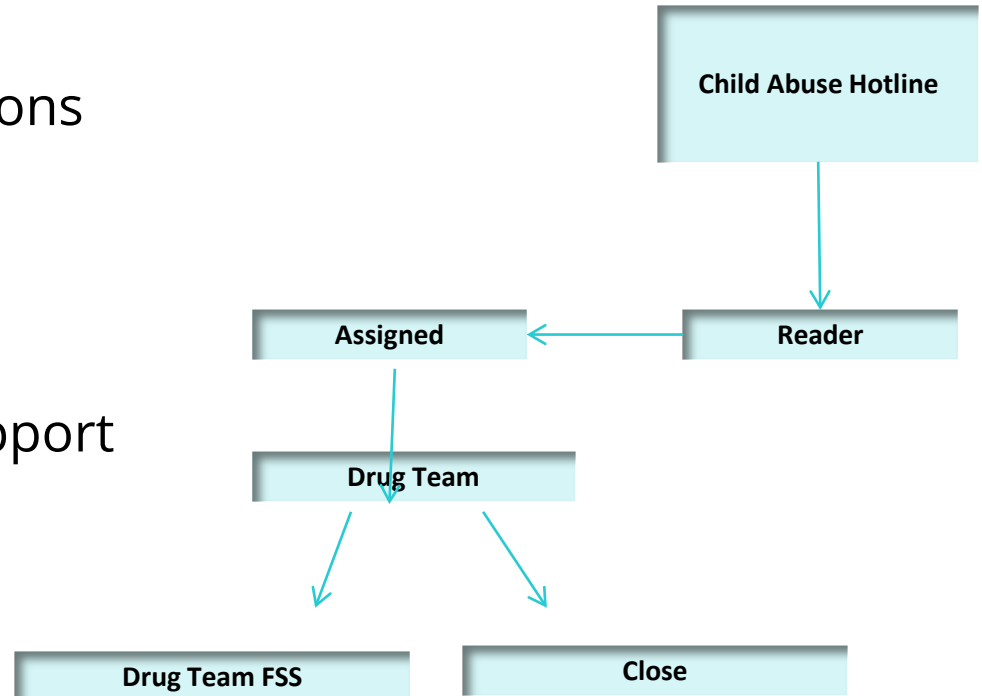 Child Abuse Hotline
ons
Assigned
Reader
pport
Drug Team
Drug Team FSS
Close